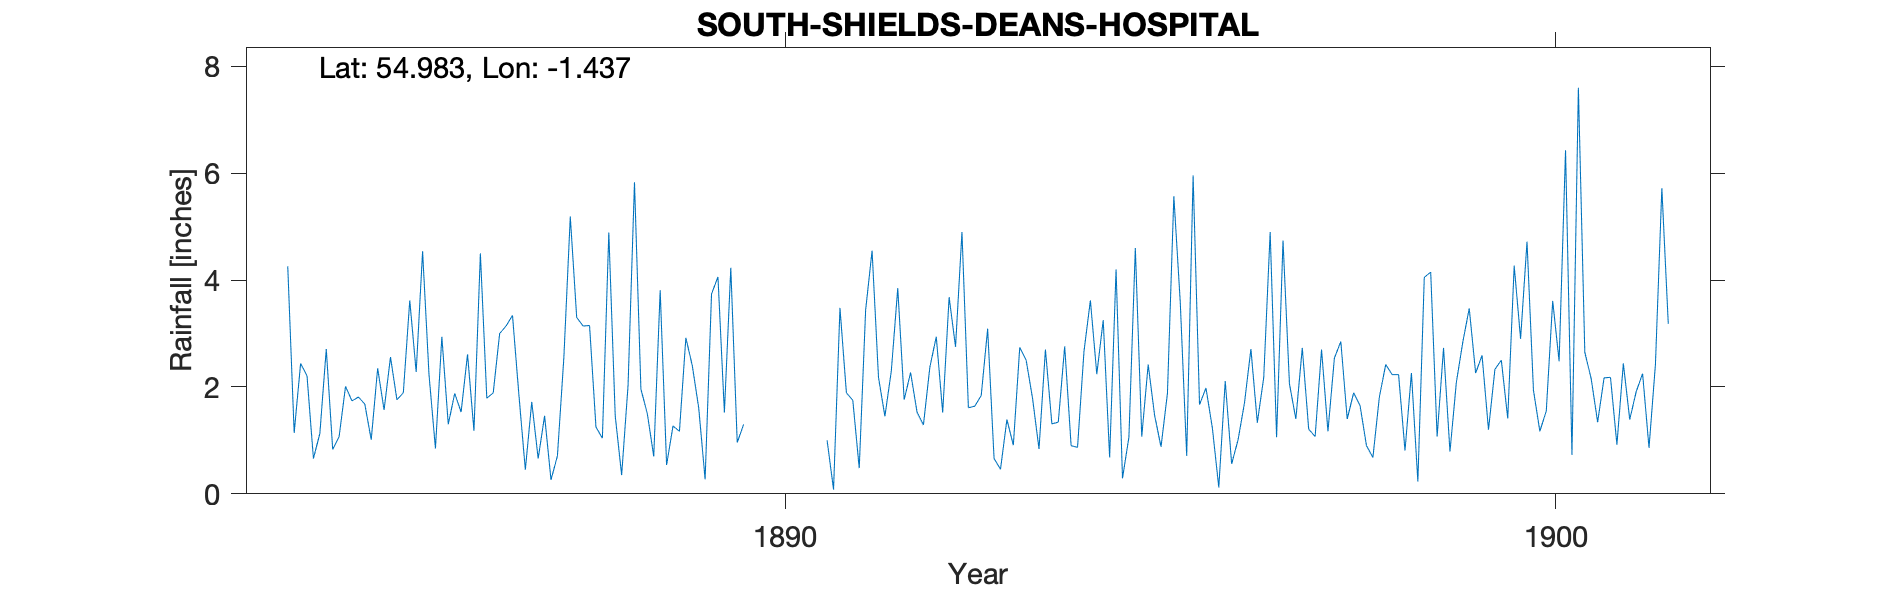 SOUTH-SHIELDS-DEANS-HOSPITAL
Lat: 54.983, Lon: -1.437
8
6
4
2
0
Rainfall [inches]
1890 1900
Year